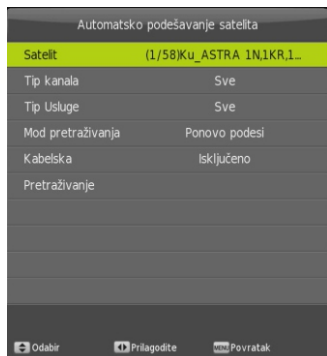 Automatsko podešavanje satelita
Satelit (1/58)Ku_ASTRA 1N,1KR,1...
Tip kanala Sve
Tip Usluge Sve
Mod pretraživanja Ponovo podesi
Kabelska Isključeno
Pretraživanje
Odabir Prilagodite MENU Povratak